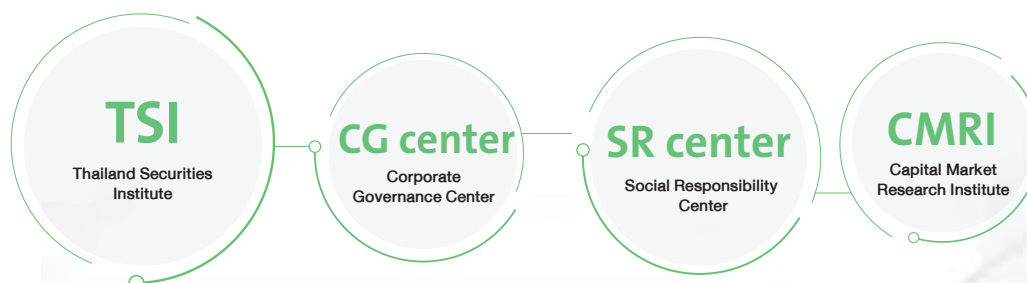 TSI
Thailand Securities
Institute
CG center
Corporate
Governance Center
SR center
Social Responsibility
Center
CMRI
Capital Market
Research Institute